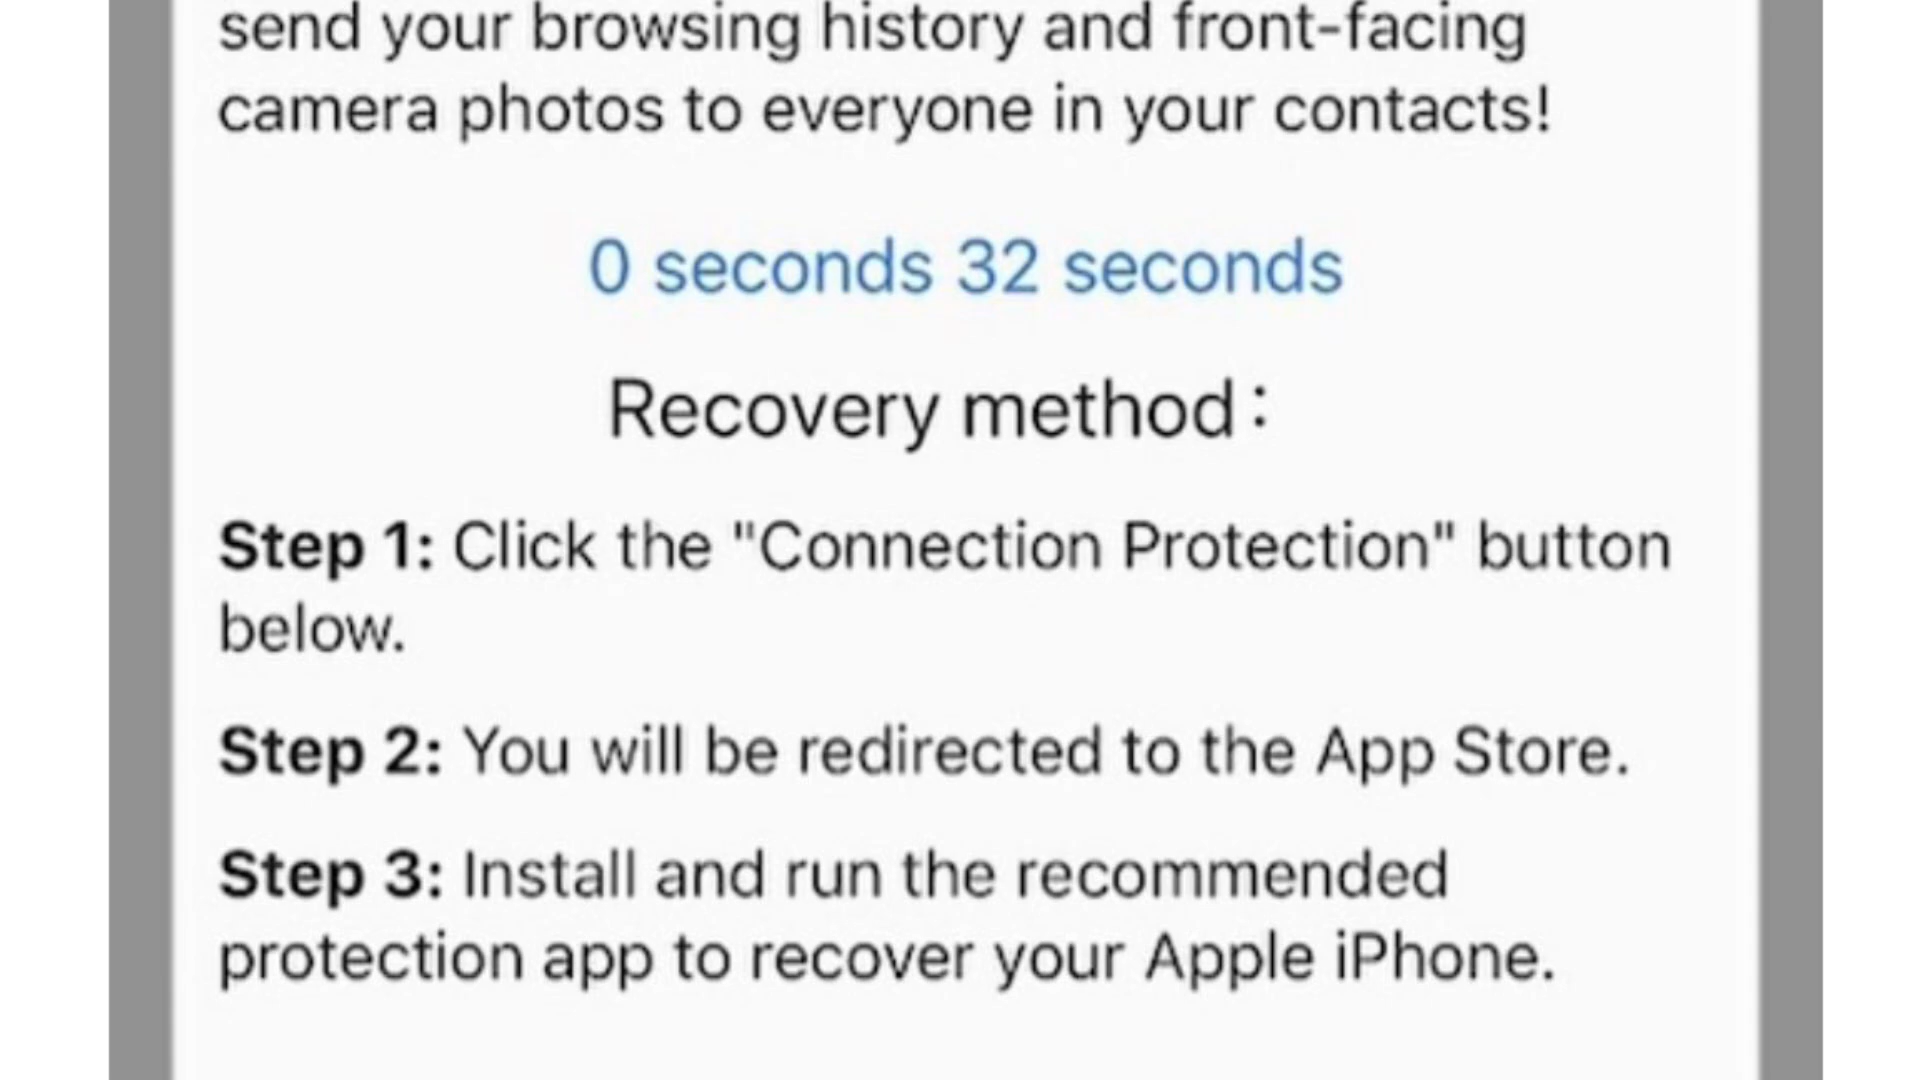 send your browsing history and front-facing
camera photos to everyone in your contacts!
0 seconds 32 seconds
Recovery method :
Step 1: Click the "Connection Protection" button
below.
Step 2: You will be redirected to the App Store.
Step 3: Install and run the recommended
protection app to recover your Apple iPhone.